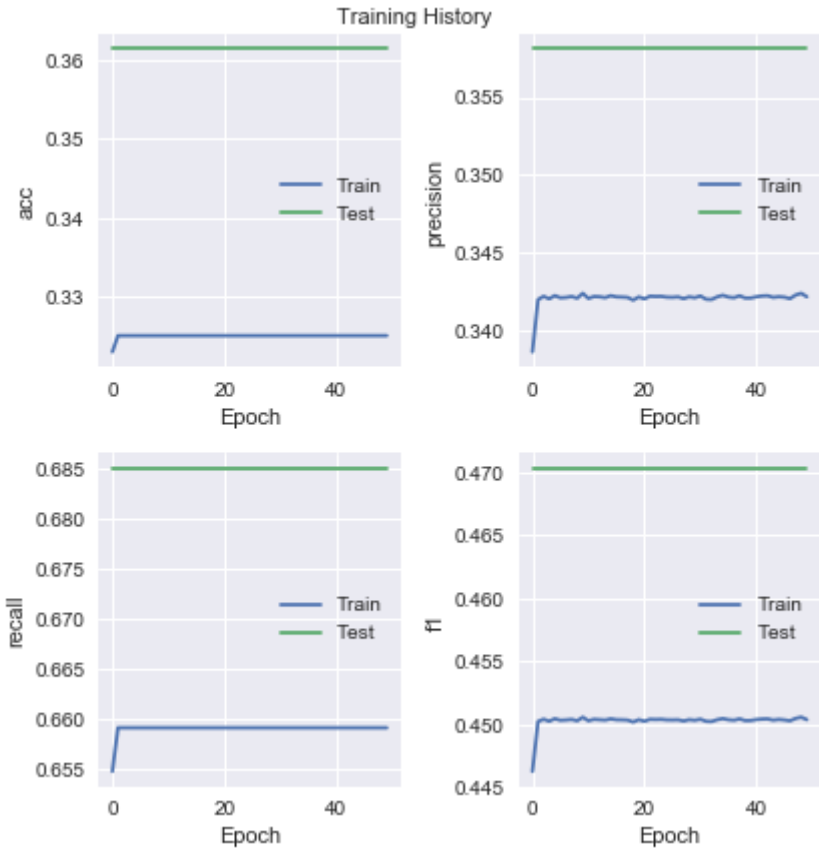 Training History
acc
0.36
0.35
0.34
0.33
Train
Test
0
20
40
Epoch
precision
0.355
0.350
0.345
0.340
Train
Test
0
20
40
Epoch
recall
0.685
0.680
0.675
0.670
0.665
0.660
0.655
Train
Test
0
20
40
Epoch
f1
0.470
0.465
0.460
0.455
0.450
0.445
Train
Test
0
20
40
Epoch